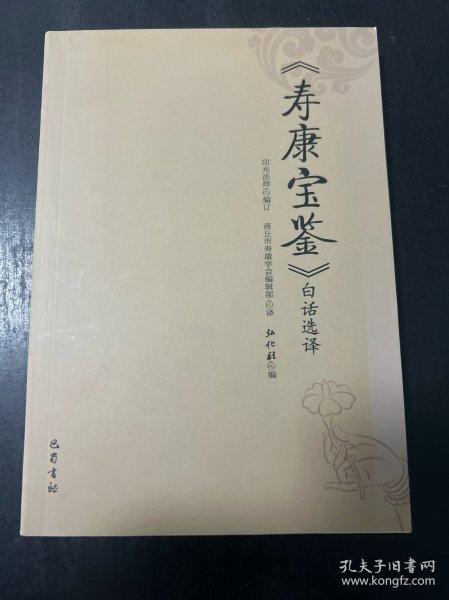 《寿康宝鉴》白话选译
印光法师 编订
商丘市寿康学会编辑部 译
弘化社 编
巴蜀书社
孔夫子旧书网
www.kongfz.com